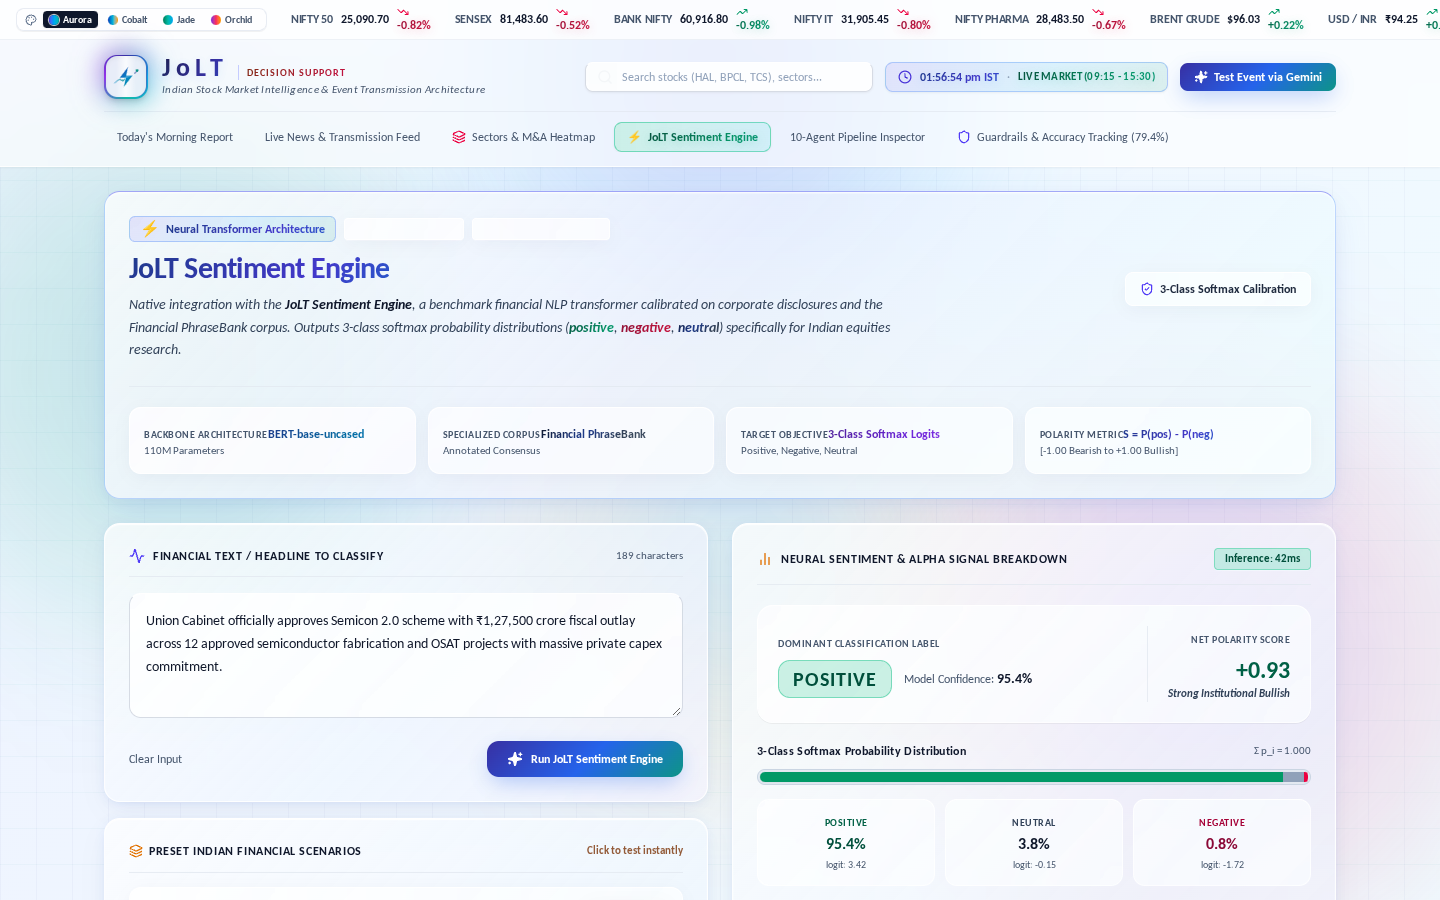 Aurora Cobalt Jade Orchid NIFTY 50 25,090.70 -0.82% SENSEX 81,483.60 -0.52% BANK NIFTY 60,916.80 -0.98% NIFTY IT 31,905.45 -0.80% NIFTY PHARMA 28,483.50 -0.67% BRENT CRUDE $96.03 +0.22% USD / INR ₹94.25
JoLT DECISION SUPPORT
Indian Stock Market Intelligence & Event Transmission Architecture
Search stocks (HAL, BPCL, TCS), sectors...
01:56:54 pm IST · LIVE MARKET (09:15 - 15:30)
Test Event via Gemini
Today's Morning Report Live News & Transmission Feed Sectors & M&A Heatmap ⚡ JoLT Sentiment Engine 10-Agent Pipeline Inspector Guardrails & Accuracy Tracking (79.4%)
⚡ Neural Transformer Architecture
JoLT Sentiment Engine
Native integration with the JoLT Sentiment Engine, a benchmark financial NLP transformer calibrated on corporate disclosures and the
Financial PhraseBank corpus. Outputs 3-class softmax probability distributions (positive, negative, neutral) specifically for Indian equities
research.
3-Class Softmax Calibration
BACKBONE ARCHITECTURE BERT-base-uncased
110M Parameters
SPECIALIZED CORPUS Financial PhraseBank
Annotated Consensus
TARGET OBJECTIVE 3-Class Softmax Logits
Positive, Negative, Neutral
POLARITY METRIC S = P(pos) - P(neg)
[-1.00 Bearish to +1.00 Bullish]
FINANCIAL TEXT / HEADLINE TO CLASSIFY 189 characters
Union Cabinet officially approves Semicon 2.0 scheme with ₹1,27,500 crore fiscal outlay
across 12 approved semiconductor fabrication and OSAT projects with massive private capex
commitment.
Clear Input Run JoLT Sentiment Engine
PRESET INDIAN FINANCIAL SCENARIOS Click to test instantly
NEURAL SENTIMENT & ALPHA SIGNAL BREAKDOWN Inference: 42ms
DOMINANT CLASSIFICATION LABEL
POSITIVE Model Confidence: 95.4%
NET POLARITY SCORE
+0.93
Strong Institutional Bullish
3-Class Softmax Probability Distribution Σ p_i = 1.000
POSITIVE
95.4%
logit: 3.42
NEUTRAL
3.8%
logit: -0.15
NEGATIVE
0.8%
logit: -1.72